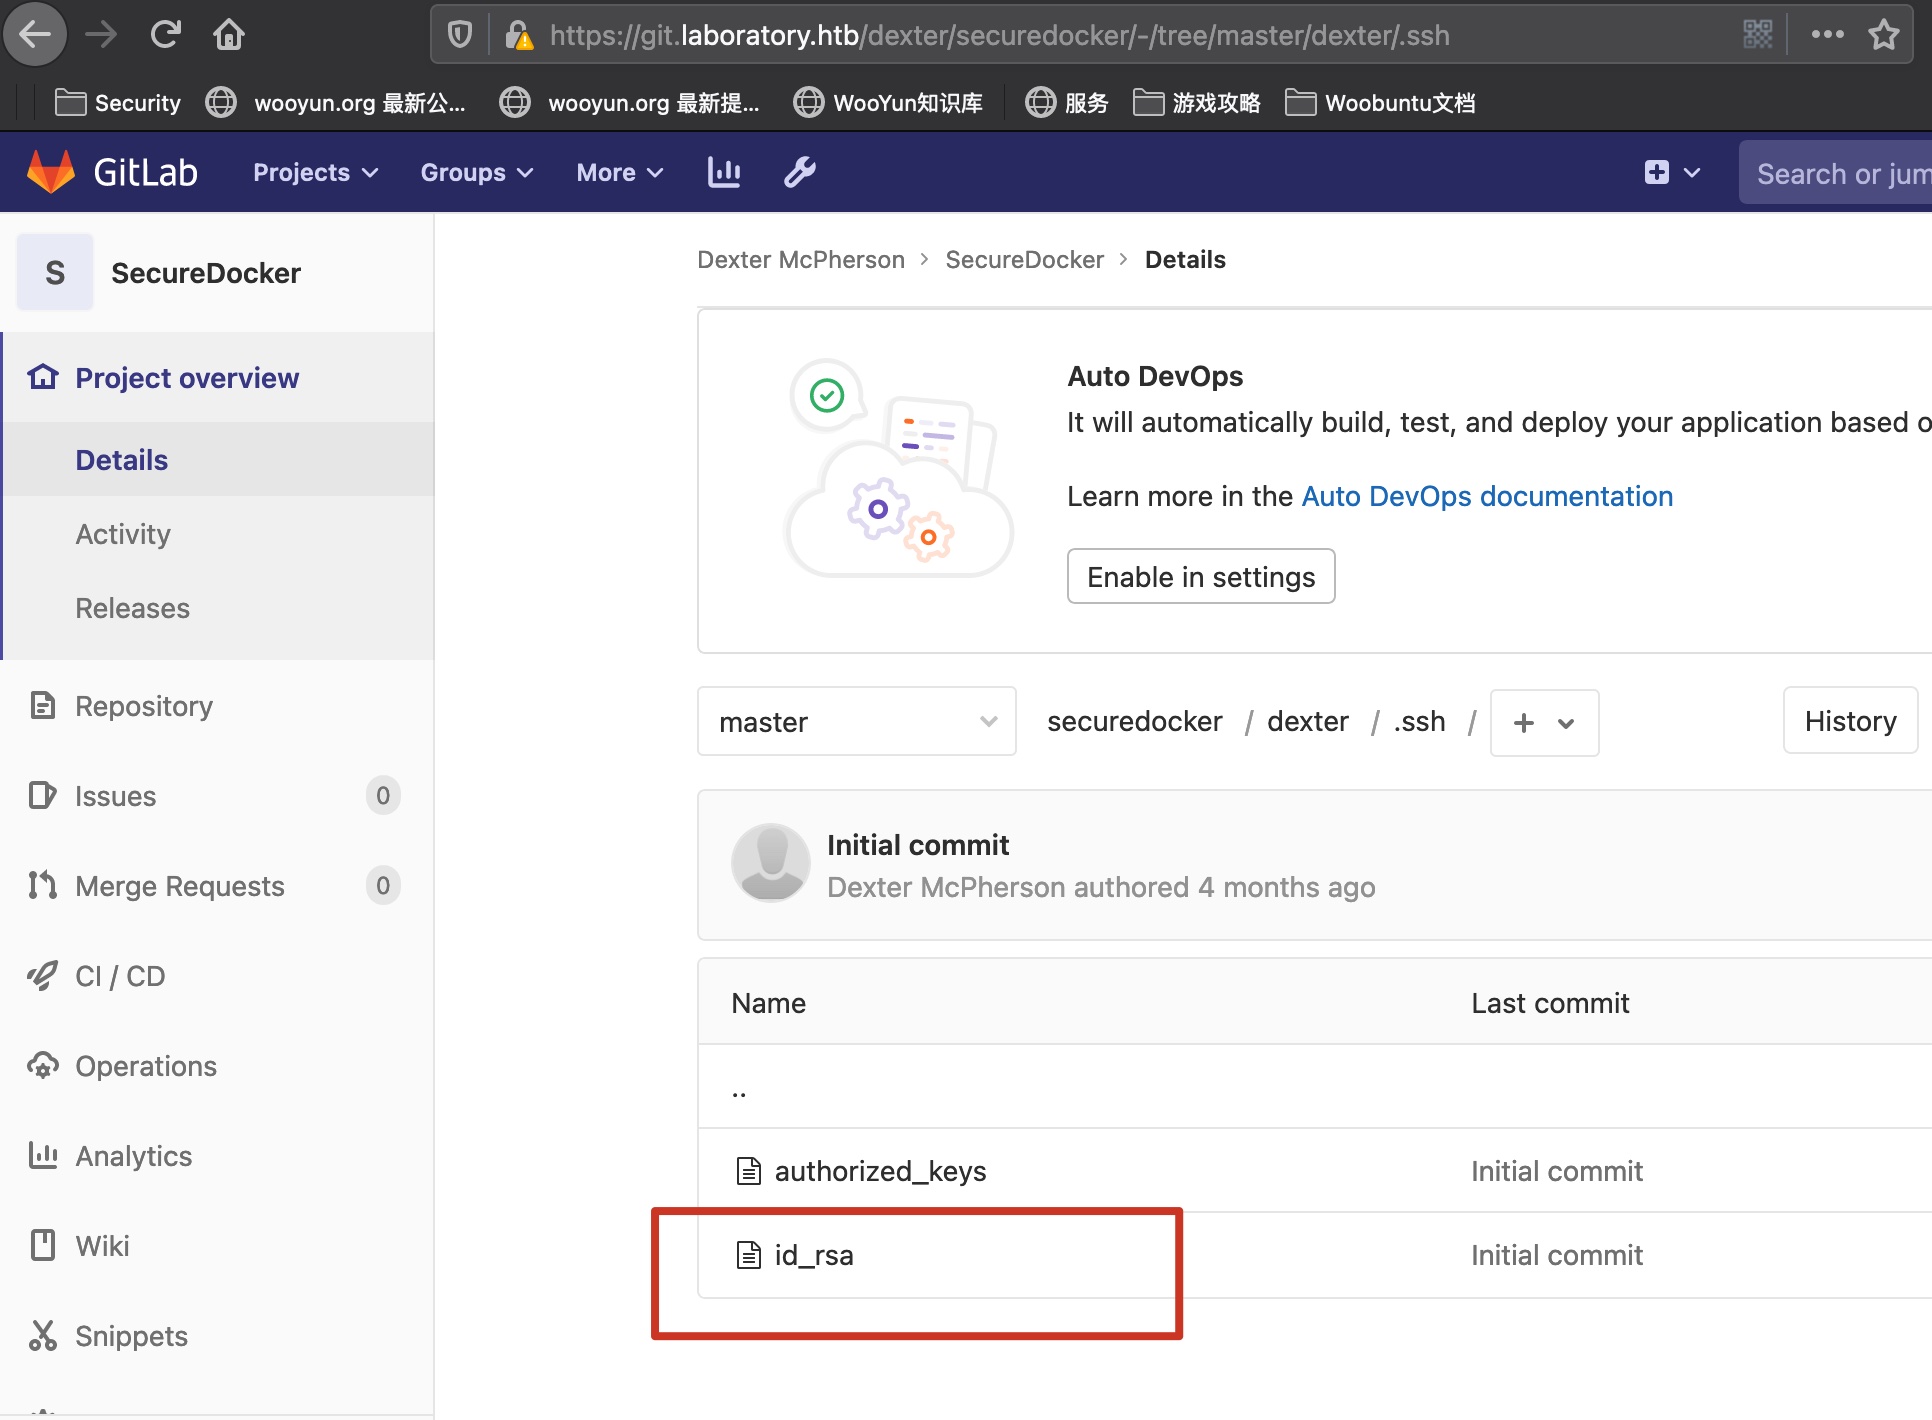 https://git.laboratory.htb/dexter/securedocker/-/tree/master/dexter/.ssh
Security
wooyun.org 最新公...
wooyun.org 最新提...
WooYun知识库
服务
游戏攻略
Woobuntu文档
GitLab
Projects
Groups
More
Search or jum
S
SecureDocker
Project overview
Details
Activity
Releases
Repository
Issues 0
Merge Requests 0
CI / CD
Operations
Analytics
Wiki
Snippets
Dexter McPherson > SecureDocker > Details
Auto DevOps
It will automatically build, test, and deploy your application based o
Learn more in the Auto DevOps documentation
Enable in settings
master
securedocker / dexter / .ssh / +
History
Initial commit
Dexter McPherson authored 4 months ago
Name Last commit
..
authorized_keys Initial commit
id_rsa Initial commit